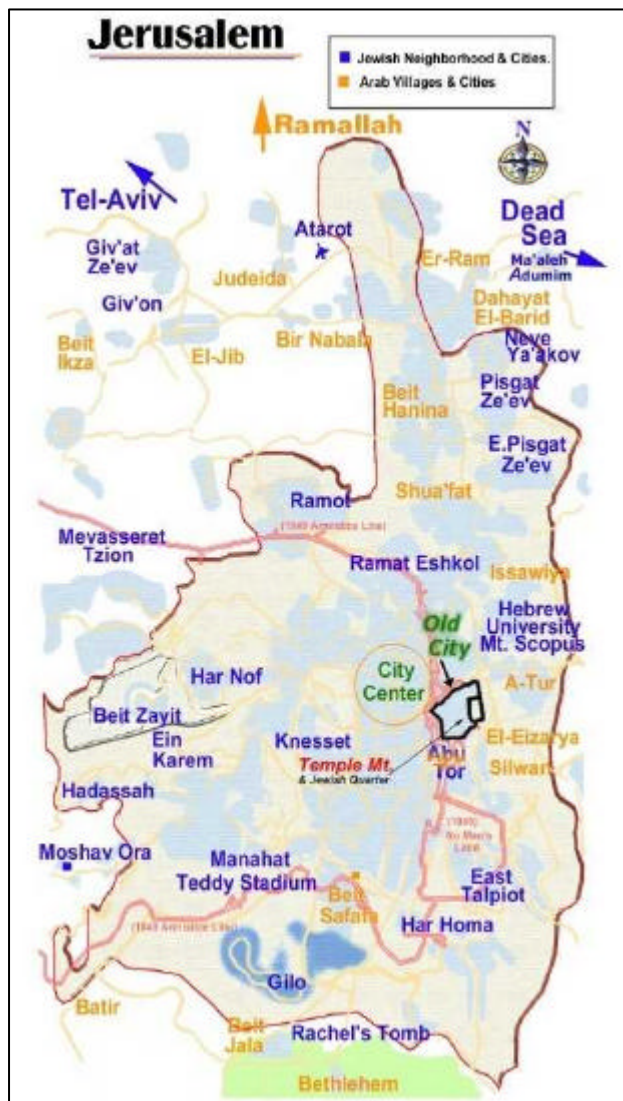 Jerusalem
Jewish Neighborhood & Cities.
Arab Villages & Cities
Ramallah
N
Tel-Aviv
Dead
Sea
Ma'aleh
Adumim
Atarot
Giv'at
Ze'ev
Er-Ram
Judeida
Giv'on
Dahayat
El-Barid
Bir Nabala
Neve
Ya'akov
Beit
Ikza
El-Jib
Pisgat
Ze'ev
Beit
Hanina
E.Pisgat
Ze'ev
Shua'fat
Ramot
(1949 Armistice Line)
Mevasseret
Tzion
Ramat Eshkol
Issawiya
Hebrew
University
Mt. Scopus
Old
City
City
Center
Har Nof
A-Tur
Beit Zayit
Ein
Karem
Knesset
El-Eizarya
Temple Mt.
& Jewish Quarter
Abu
Tor
Silwan
Hadassah
(1949)
No Man's
Land
Moshav Ora
Manahat
Teddy Stadium
East
Talpiot
Beit
Safafa
Har Homa
(1949 Armistice Line)
Gilo
Batir
Beit
Jala
Rachel's Tomb
Bethlehem